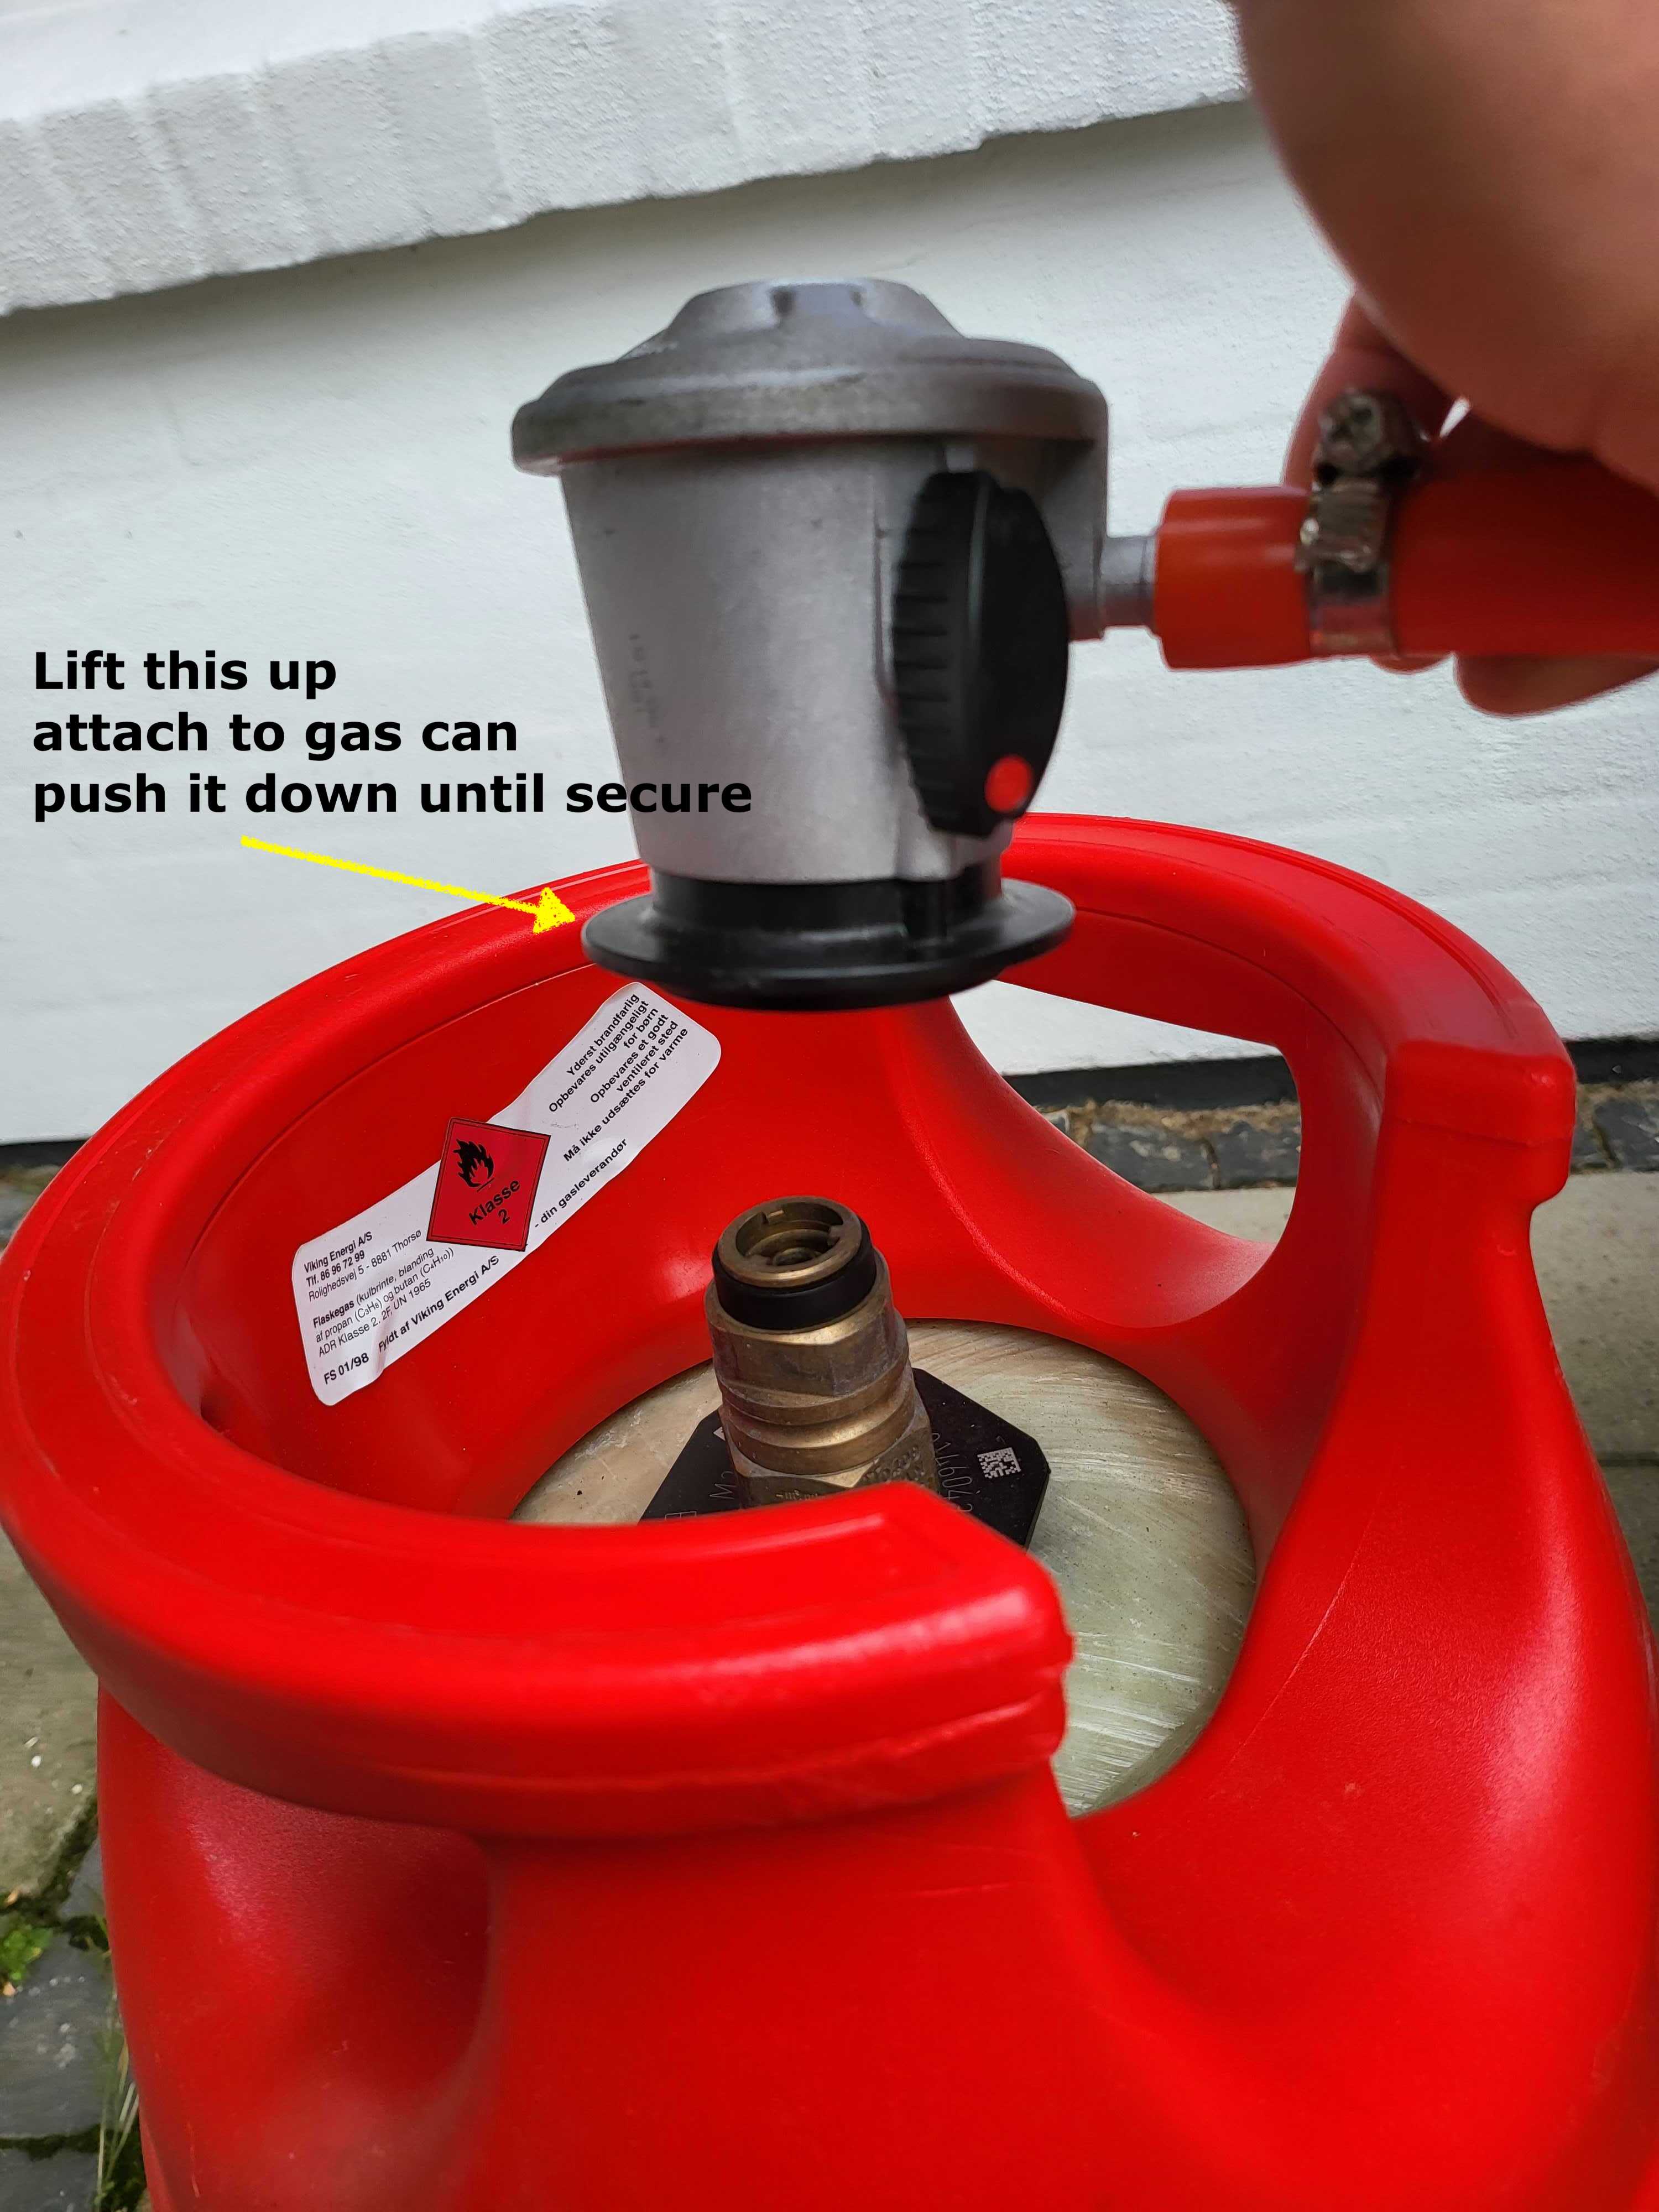 Lift this up
attach to gas can
push it down until secure
Yderst brandfarlig
Opbevares utilgængeligt
for børn
Opbevares et godt
ventileret sted
Må ikke udsættes for varme
Klasse
2
Viking Energi A/S
Tlf. 86 96 72 99
Rolighedsvej 5 - 8881 Thorsø
Flaskegas (kulbrinte, blanding
af propan (C₃H₈) og butan (C₄H₁₀))
ADR Klasse 2. 2F, UN 1965
FS 01/98 Fyldt af Viking Energi A/S - din gasleverandør